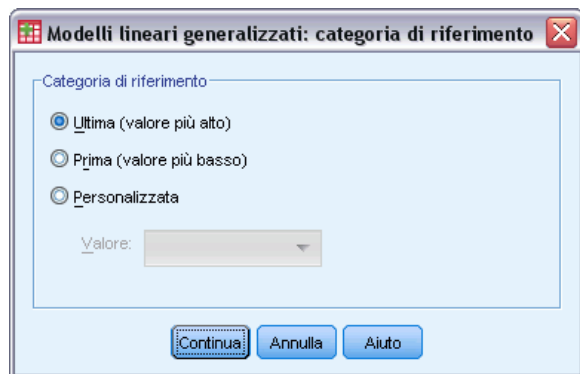 Modelli lineari generalizzati: categoria di riferimento
Categoria di riferimento
Ultima (valore più alto)
Prima (valore più basso)
Personalizzata
Valore:
Continua Annulla Aiuto